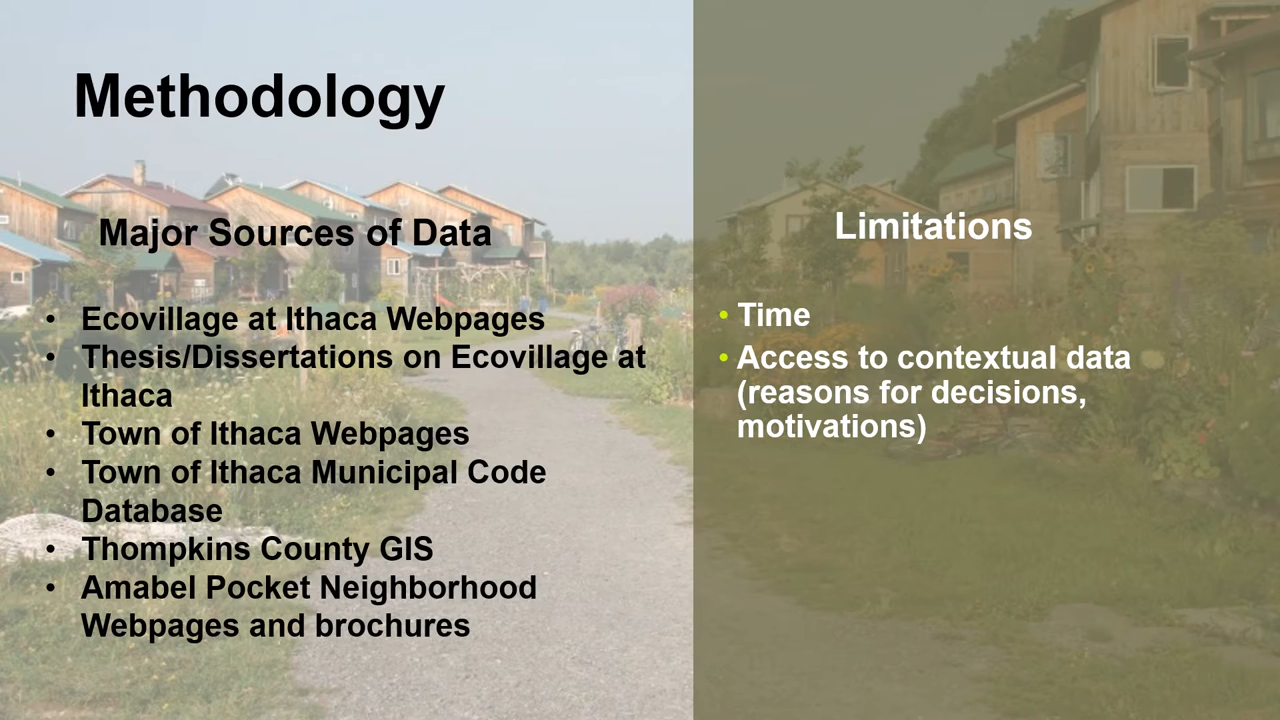 Methodology
Major Sources of Data
• Ecovillage at Ithaca Webpages
• Thesis/Dissertations on Ecovillage at
Ithaca
• Town of Ithaca Webpages
• Town of Ithaca Municipal Code
Database
• Thompkins County GIS
• Amabel Pocket Neighborhood
Webpages and brochures
Limitations
• Time
• Access to contextual data
(reasons for decisions,
motivations)